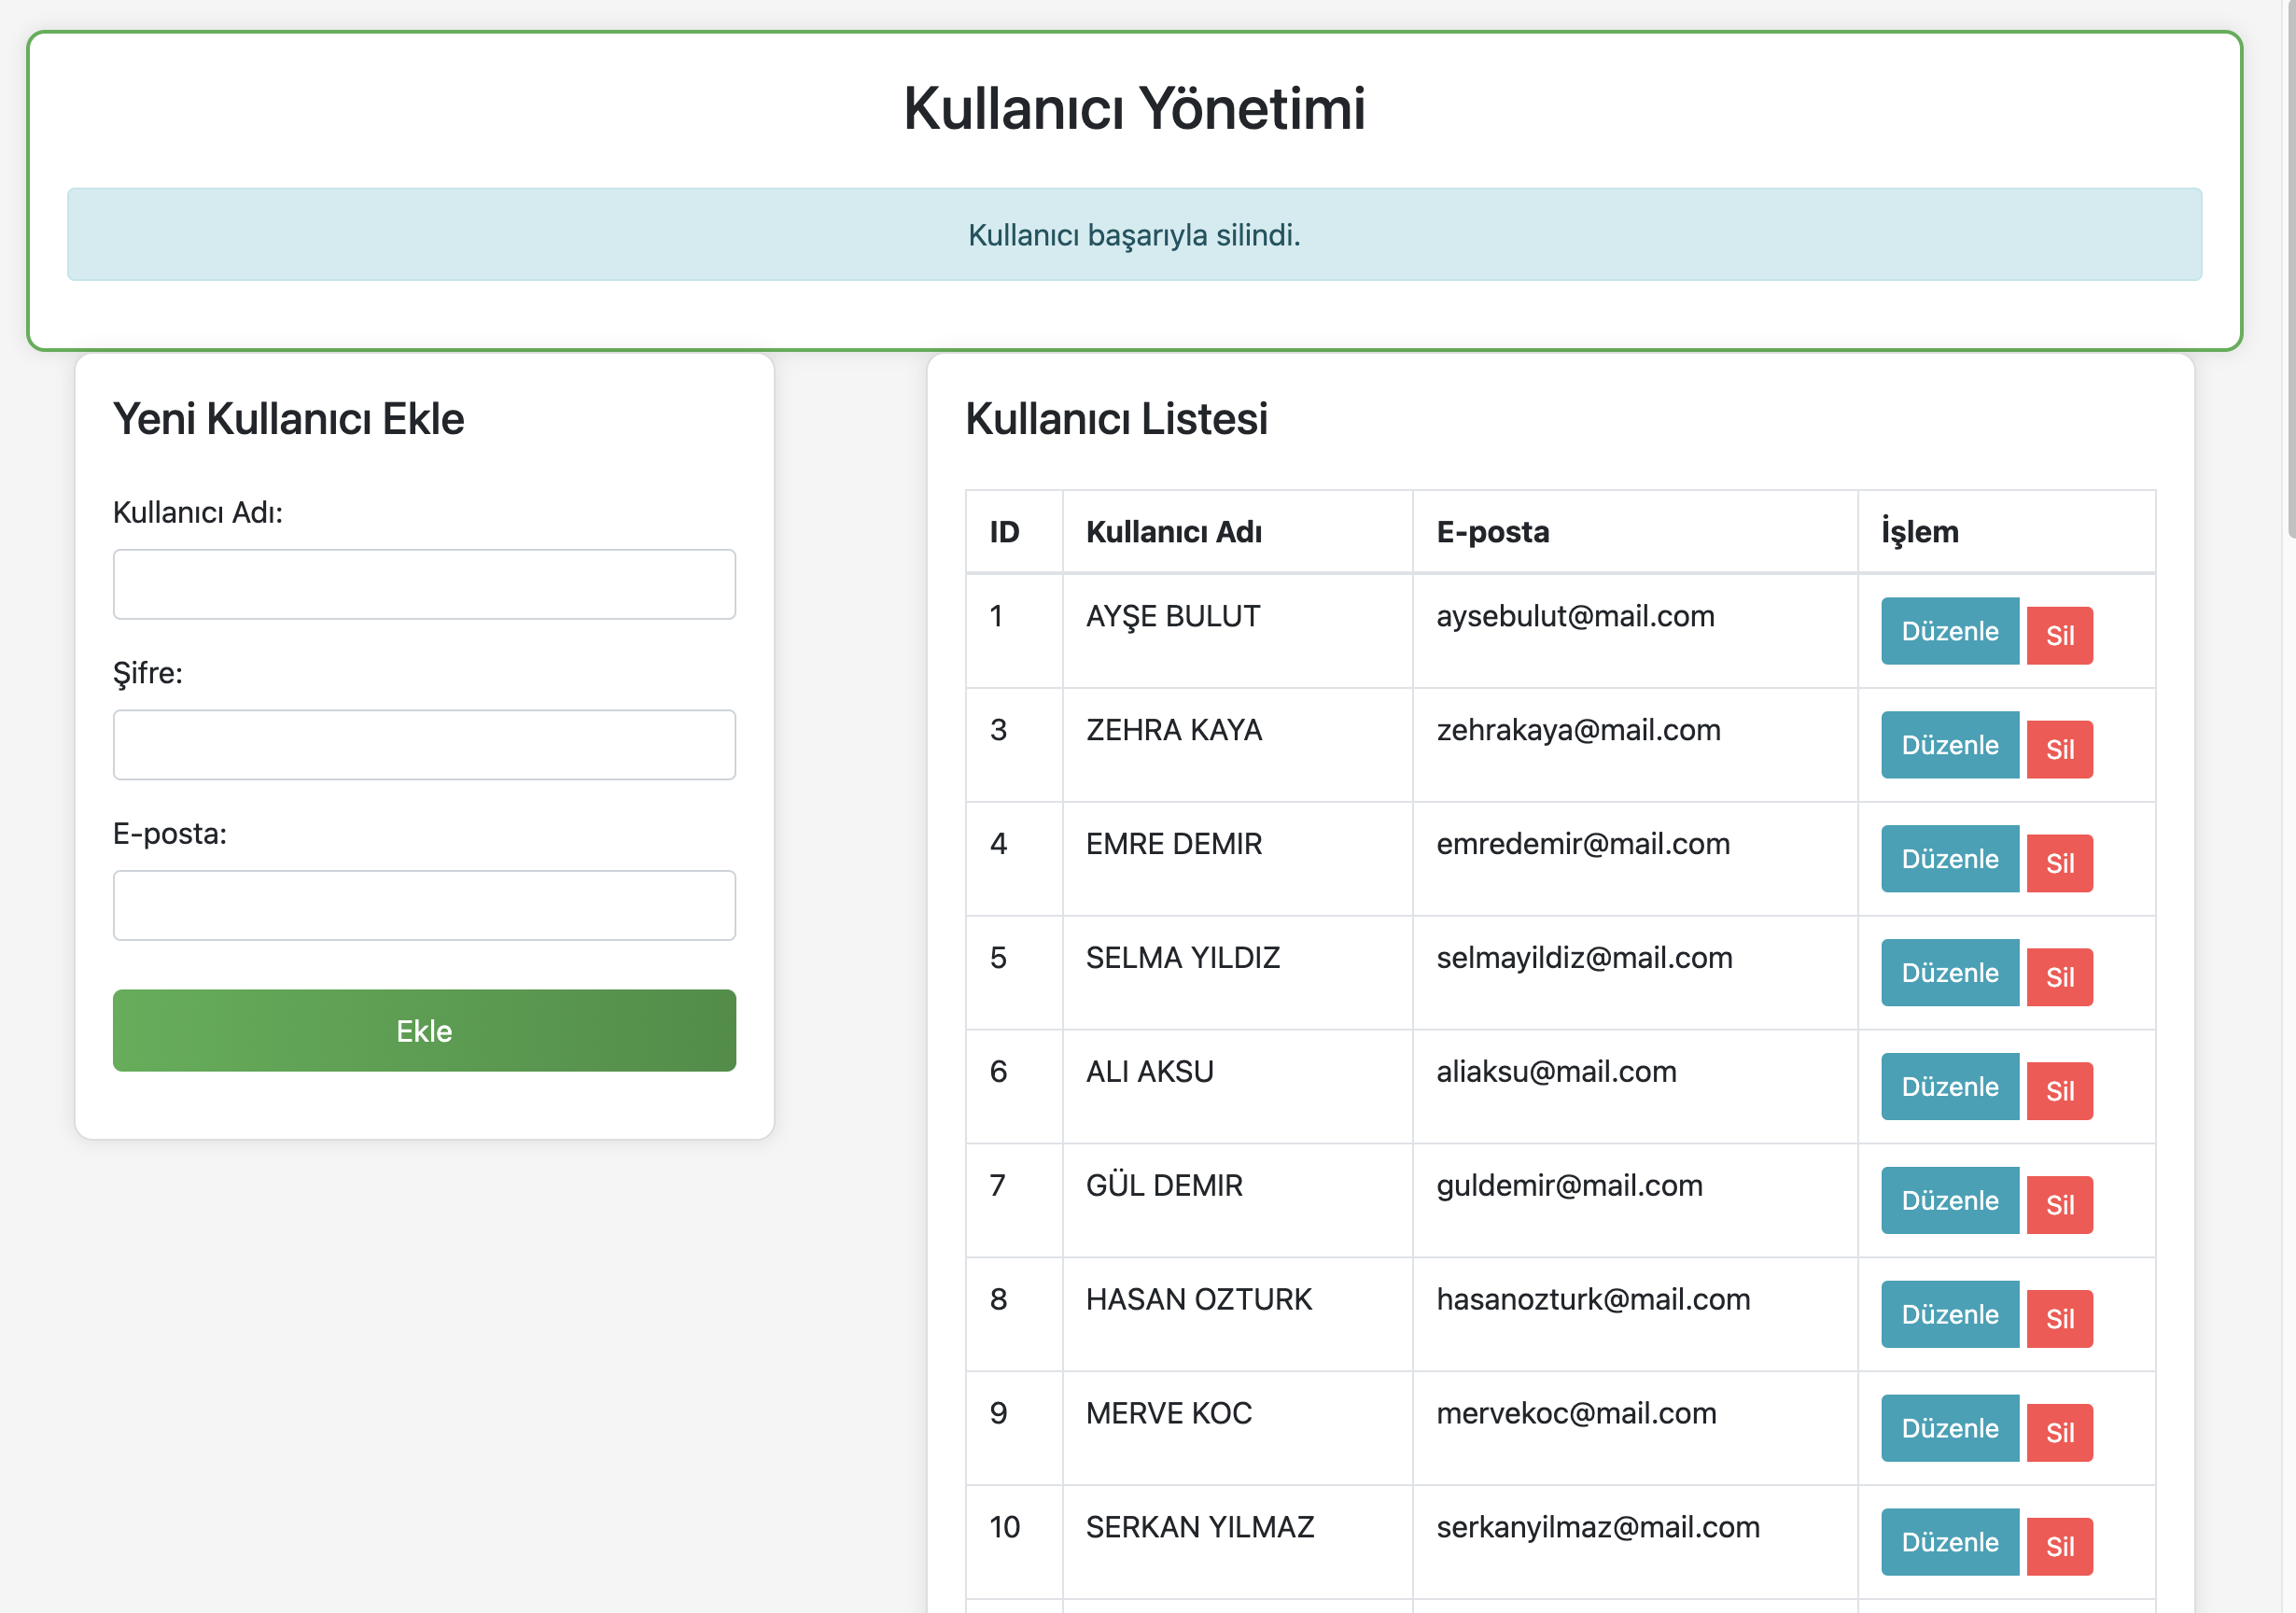 Kullanıcı Yönetimi
Kullanıcı başarıyla silindi.
Yeni Kullanıcı Ekle
Kullanıcı Adı:
Şifre:
E-posta:
Ekle
Kullanıcı Listesi
ID Kullanıcı Adı E-posta İşlem
1 AYŞE BULUT aysebulut@mail.com Düzenle Sil
3 ZEHRA KAYA zehrakaya@mail.com Düzenle Sil
4 EMRE DEMIR emredemir@mail.com Düzenle Sil
5 SELMA YILDIZ selmayildiz@mail.com Düzenle Sil
6 ALI AKSU aliaksu@mail.com Düzenle Sil
7 GÜL DEMIR guldemir@mail.com Düzenle Sil
8 HASAN OZTURK hasanozturk@mail.com Düzenle Sil
9 MERVE KOC mervekoc@mail.com Düzenle Sil
10 SERKAN YILMAZ serkanyilmaz@mail.com Düzenle Sil